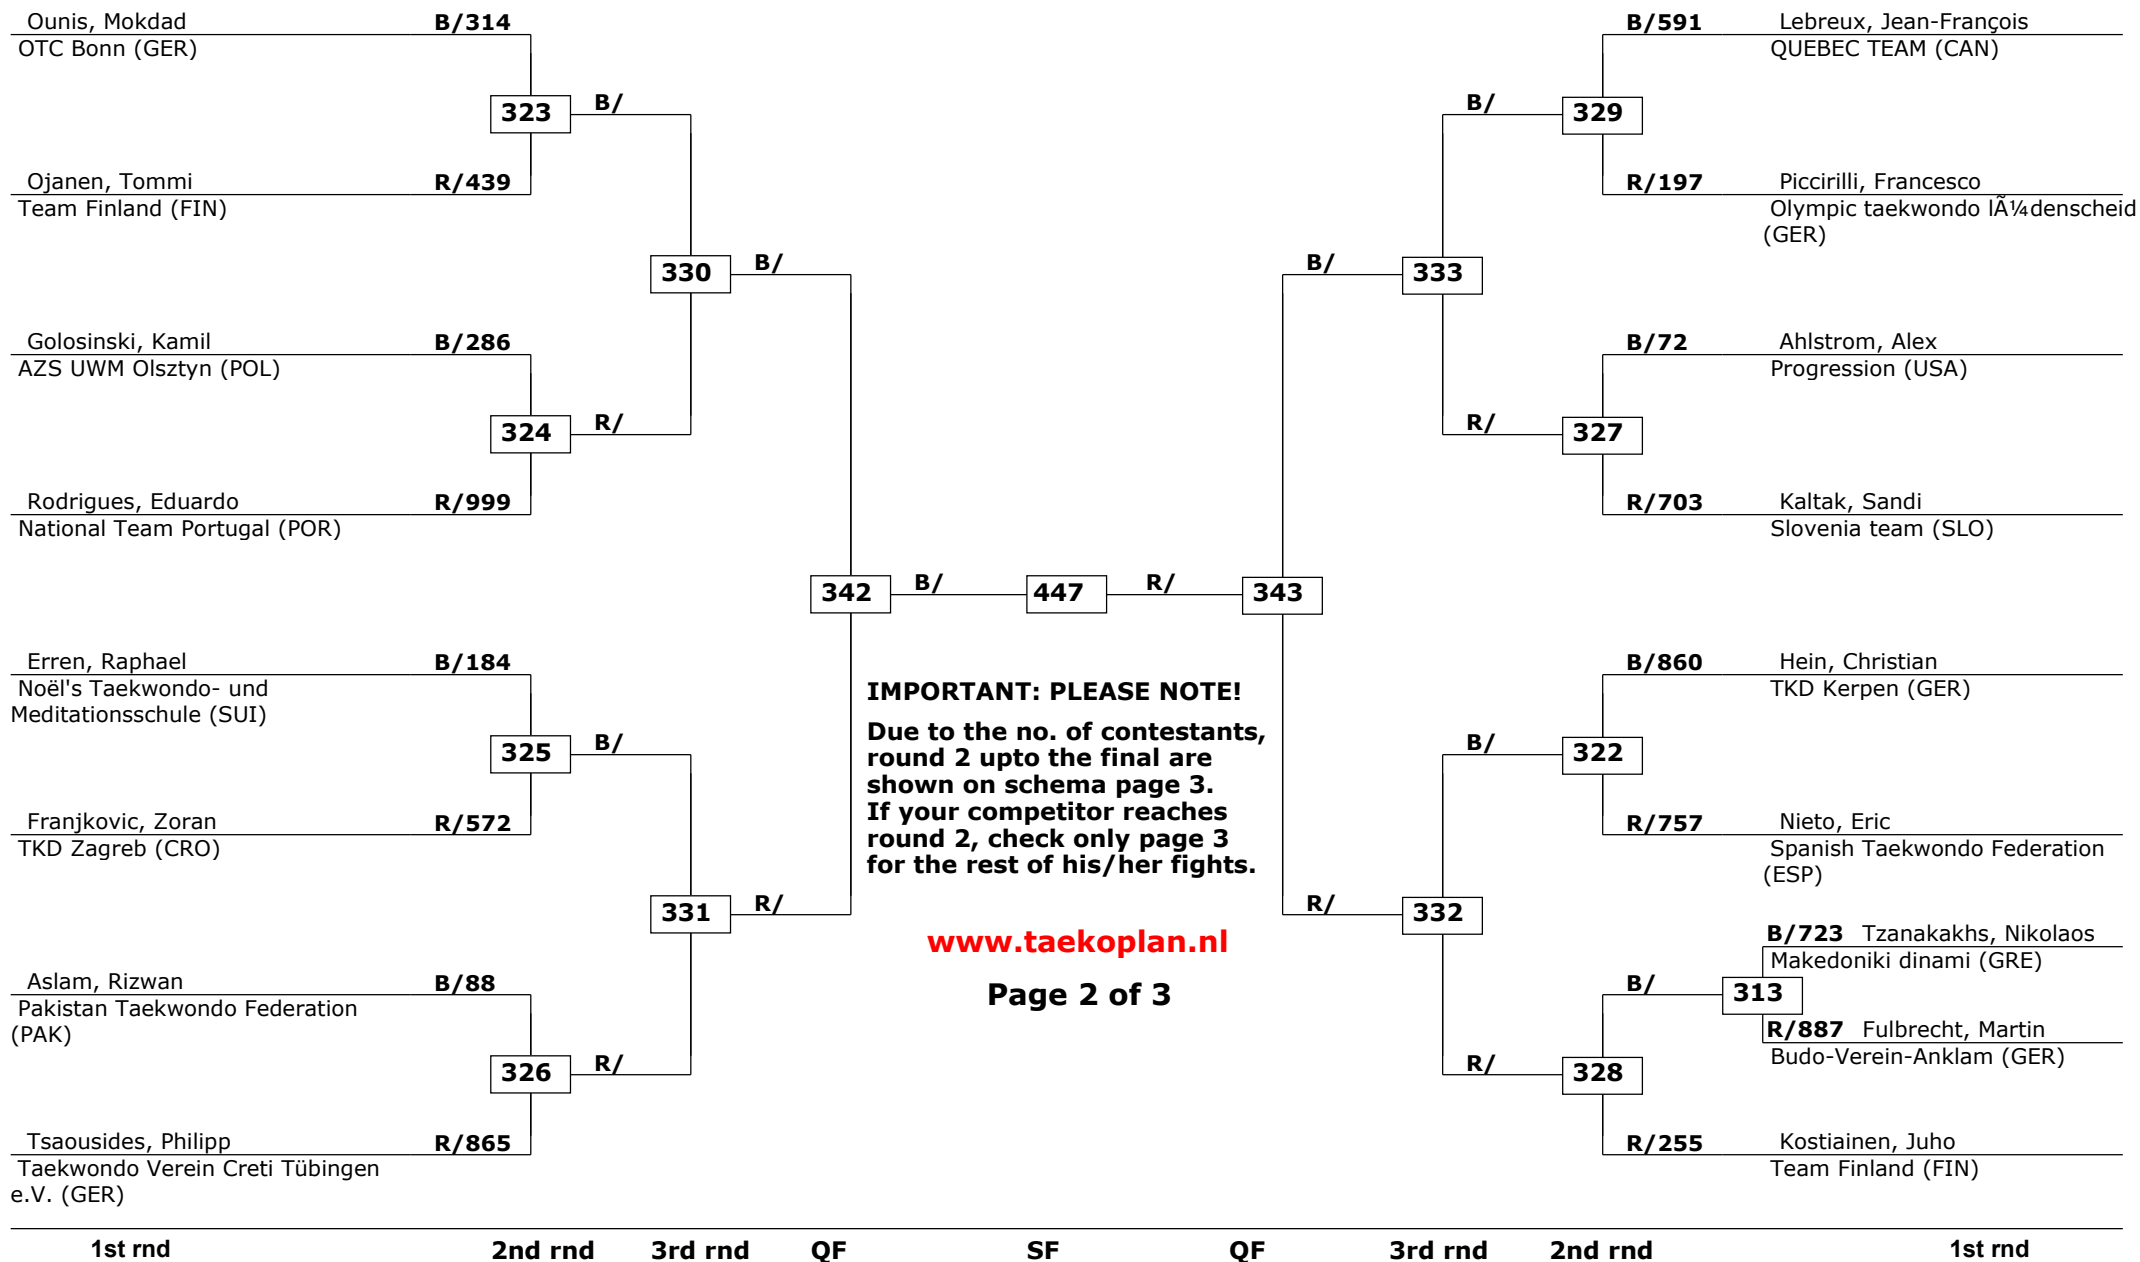 Ounis, Mokdad B/314
OTC Bonn (GER)
323 B/
Ojanen, Tommi R/439
Team Finland (FIN)
330 B/
Golosinski, Kamil B/286
AZS UWM Olsztyn (POL)
324 R/
Rodrigues, Eduardo R/999
National Team Portugal (POR)
342 B/ 447 R/ 343
Erren, Raphael B/184
Noël's Taekwondo- und
Meditationsschule (SUI)
325 B/
Franjkovic, Zoran R/572
TKD Zagreb (CRO)
331 R/
Aslam, Rizwan B/88
Pakistan Taekwondo Federation
(PAK)
326 R/
Tsaousides, Philipp R/865
Taekwondo Verein Creti Tübingen
e.V. (GER)
IMPORTANT: PLEASE NOTE!
Due to the no. of contestants,
round 2 upto the final are
shown on schema page 3.
If your competitor reaches
round 2, check only page 3
for the rest of his/her fights.
www.taekoplan.nl
Page 2 of 3
B/591 Lebreux, Jean-François
QUEBEC TEAM (CAN)
B/ 329
R/197 Piccirilli, Francesco
Olympic taekwondo lÃ¼denscheid
(GER)
B/ 333
B/72 Ahlstrom, Alex
Progression (USA)
R/ 327
R/703 Kaltak, Sandi
Slovenia team (SLO)
B/860 Hein, Christian
TKD Kerpen (GER)
B/ 322
R/757 Nieto, Eric
Spanish Taekwondo Federation
(ESP)
R/ 332
B/723 Tzanakakhs, Nikolaos
Makedoniki dinami (GRE)
B/ 313
R/887 Fulbrecht, Martin
Budo-Verein-Anklam (GER)
R/ 328
R/255 Kostiainen, Juho
Team Finland (FIN)
1st rnd 2nd rnd 3rd rnd QF SF QF 3rd rnd 2nd rnd 1st rnd